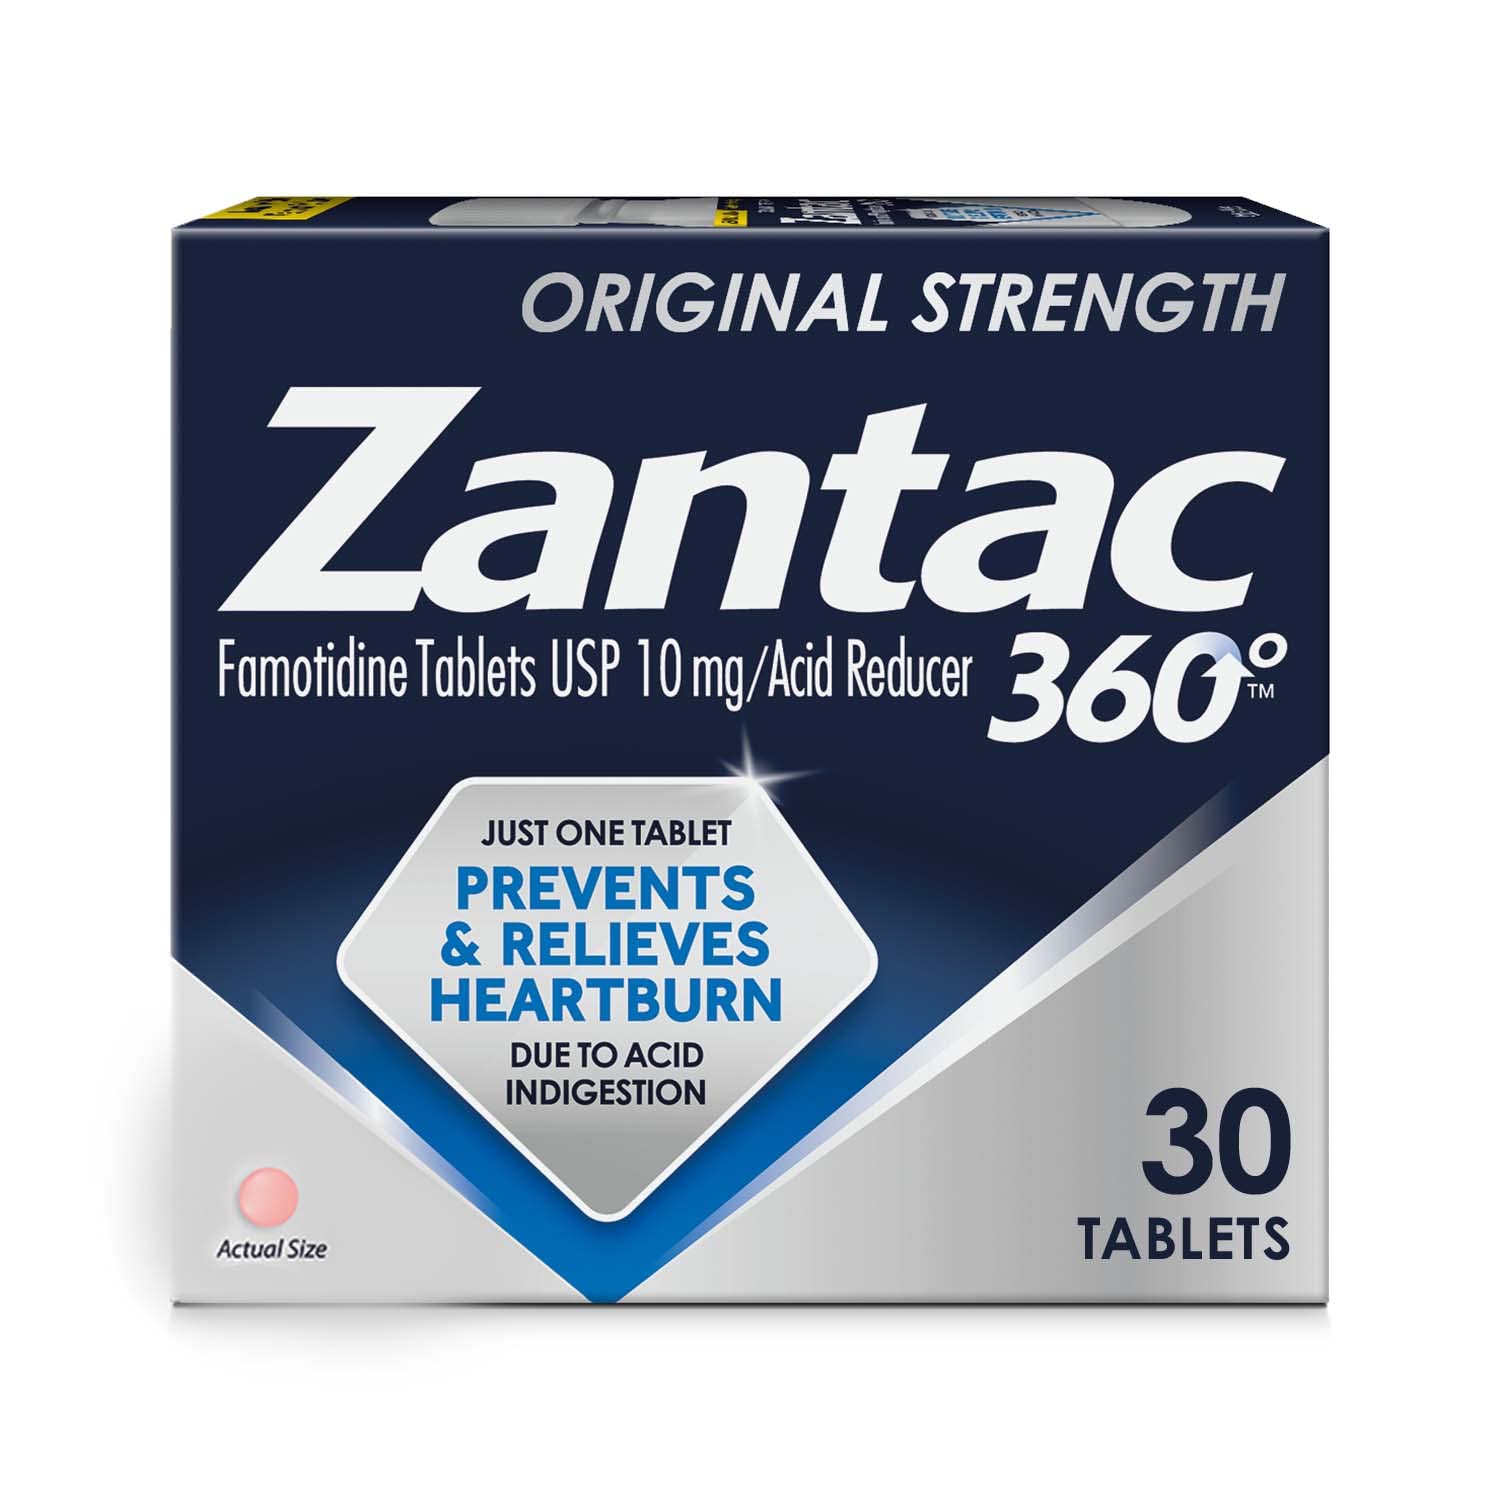 ORIGINAL STRENGTH
Zantac
Famotidine Tablets USP 10 mg/Acid Reducer
360°™
JUST ONE TABLET
PREVENTS
& RELIEVES
HEARTBURN
DUE TO ACID
INDIGESTION
30
TABLETS
Actual Size